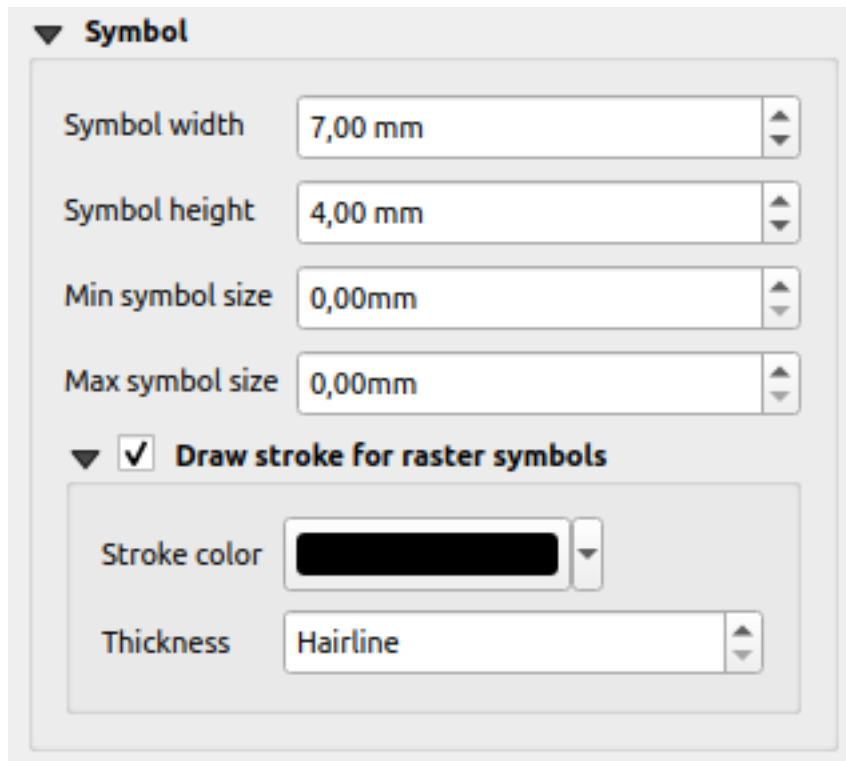 Symbol
Symbol width 7,00 mm
Symbol height 4,00 mm
Min symbol size 0,00mm
Max symbol size 0,00mm
Draw stroke for raster symbols
Stroke color
Thickness Hairline